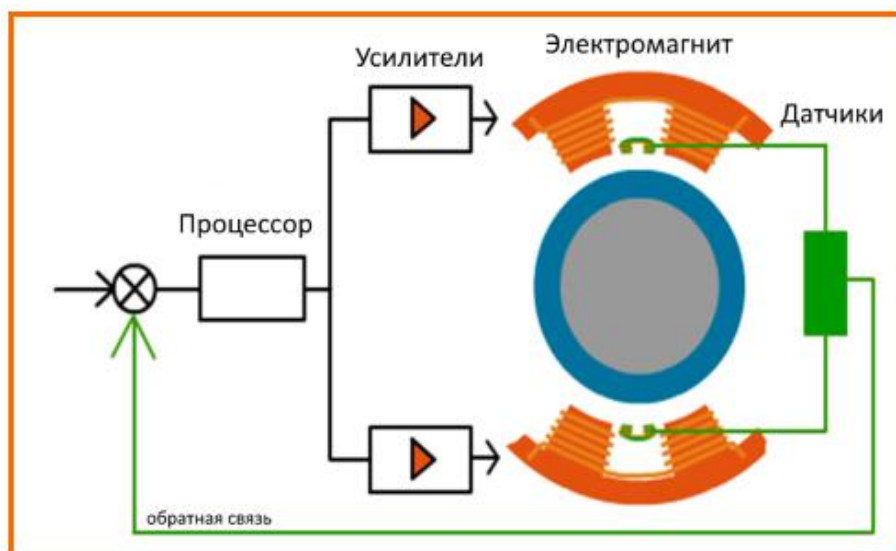 Электромагнит
Усилители
Датчики
Процессор
обратная связь